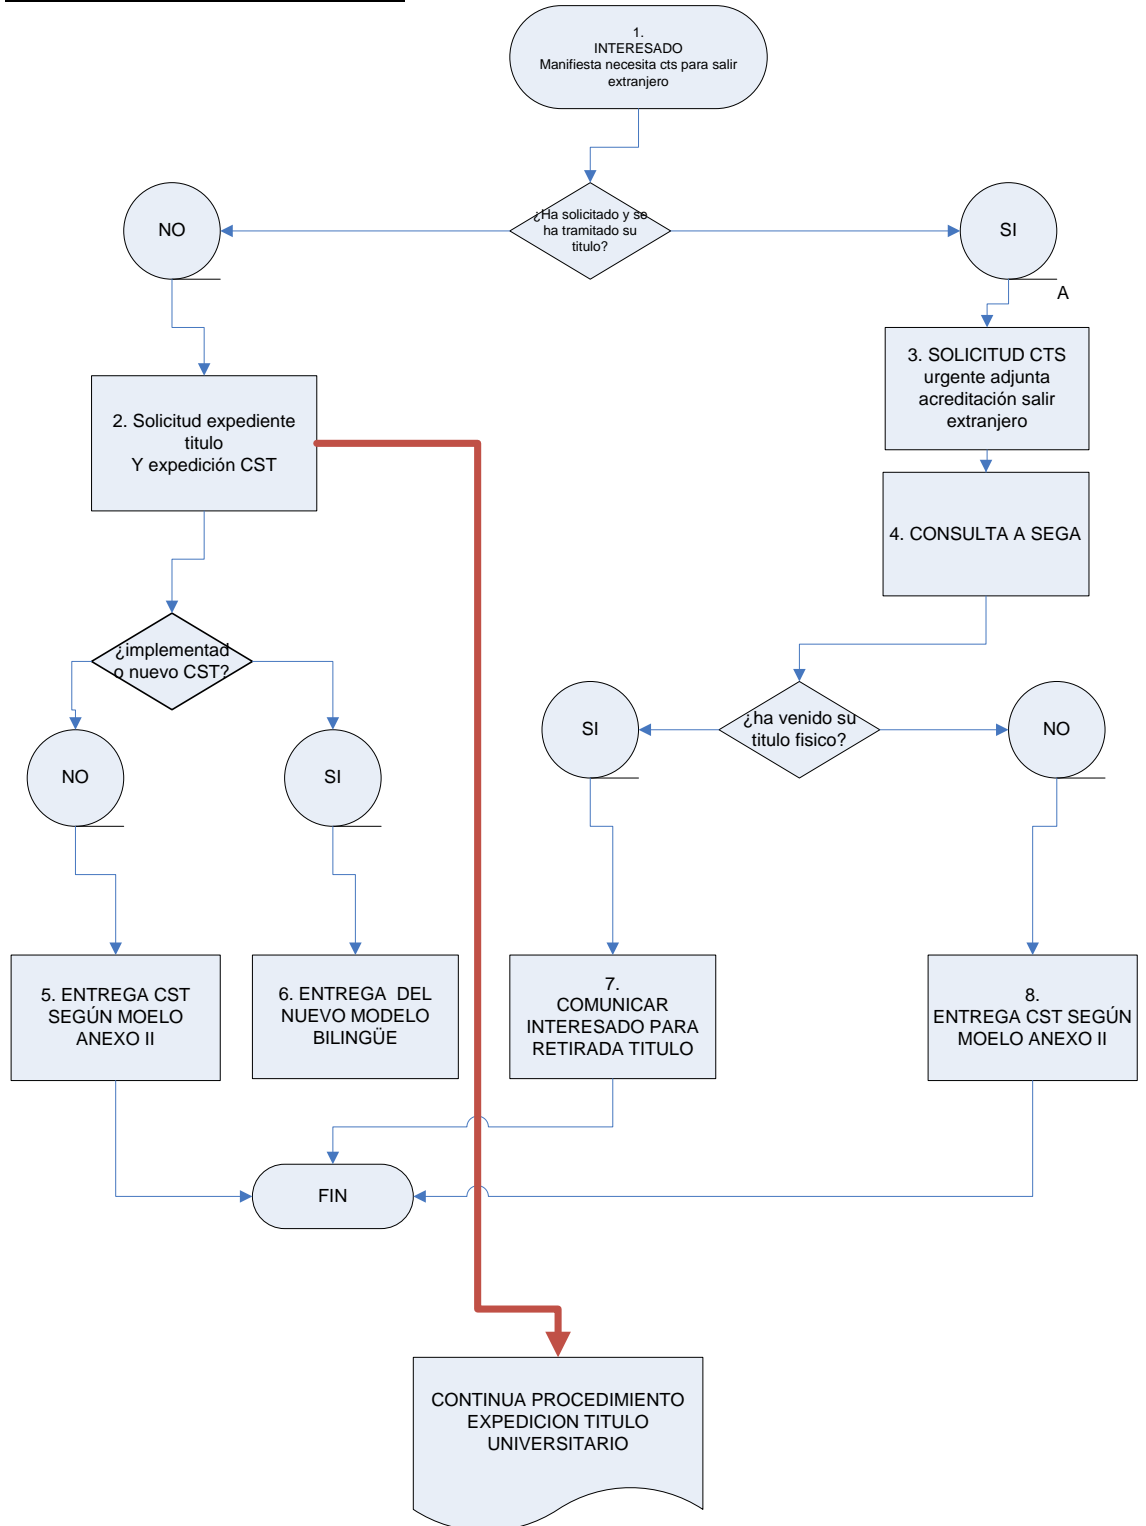 1.
INTERESADO
Manifiesta necesita cts para salir
extranjero
¿Ha solicitado y se
ha tramitado su
titulo?
NO
SI
A
3. SOLICITUD CTS
urgente adjunta
acreditación salir
extranjero
2. Solicitud expediente
titulo
Y expedición CST
4. CONSULTA A SEGA
¿implementad
o nuevo CST?
¿ha venido su
titulo fisico?
SI
NO
NO
SI
5. ENTREGA CST
SEGÚN MOELO
ANEXO II
6. ENTREGA  DEL
NUEVO MODELO
BILINGÜE
7.
COMUNICAR
INTERESADO PARA
RETIRADA TITULO
8.
ENTREGA CST SEGÚN
MOELO ANEXO II
FIN
CONTINUA PROCEDIMIENTO
EXPEDICION TITULO
UNIVERSITARIO